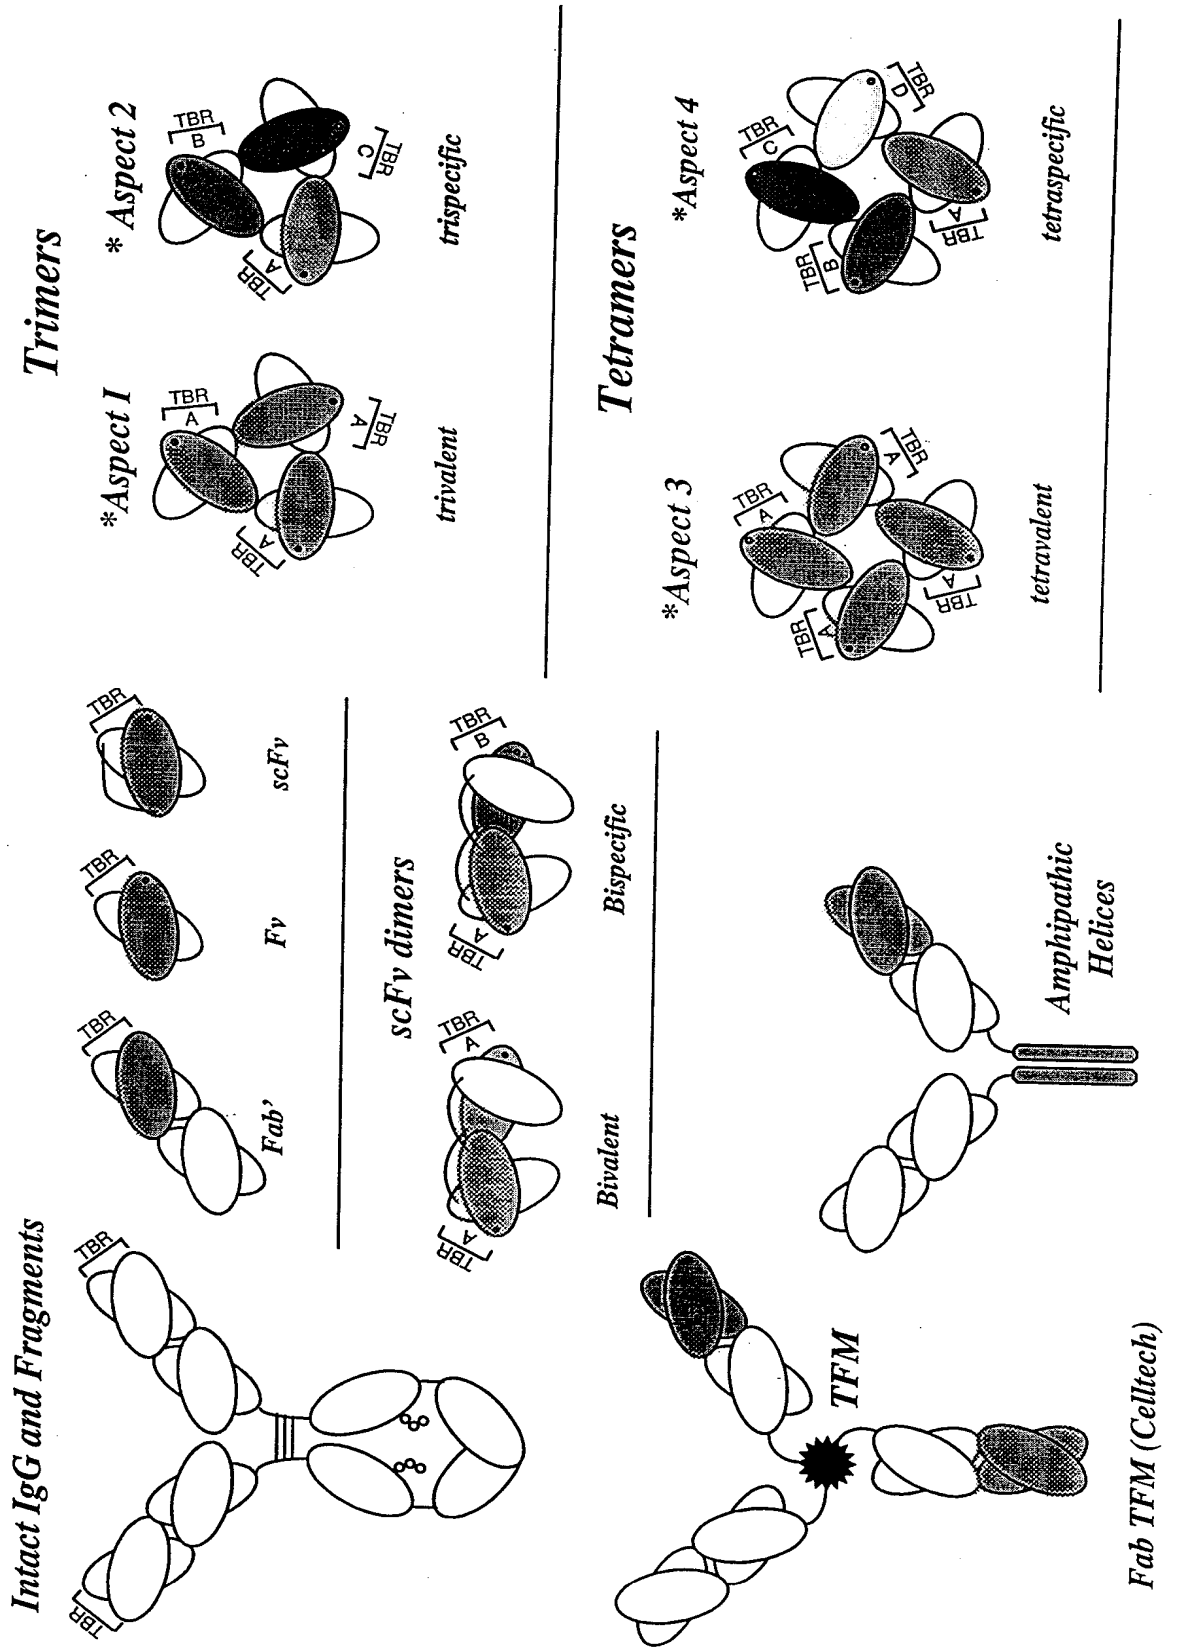 Intact IgG and Fragments
TBR
TBR
TBR
TBR
TBR
Fab'
Fv
scFv
scFv dimers
TBR
A
TBR
A
TBR
A
TBR
B
Bivalent
Bispecific
Trimers
*Aspect I
* Aspect 2
TBR
A
TBR
A
TBR
A
TBR
A
TBR
B
TBR
C
trivalent
trispecific
Tetramers
*Aspect 3
*Aspect 4
TBR
A
TBR
A
TBR
A
TBR
A
TBR
B
TBR
C
TBR
D
TBR
A
tetravalent
tetraspecific
TFM
Fab TFM (Celltech)
Amphipathic
Helices